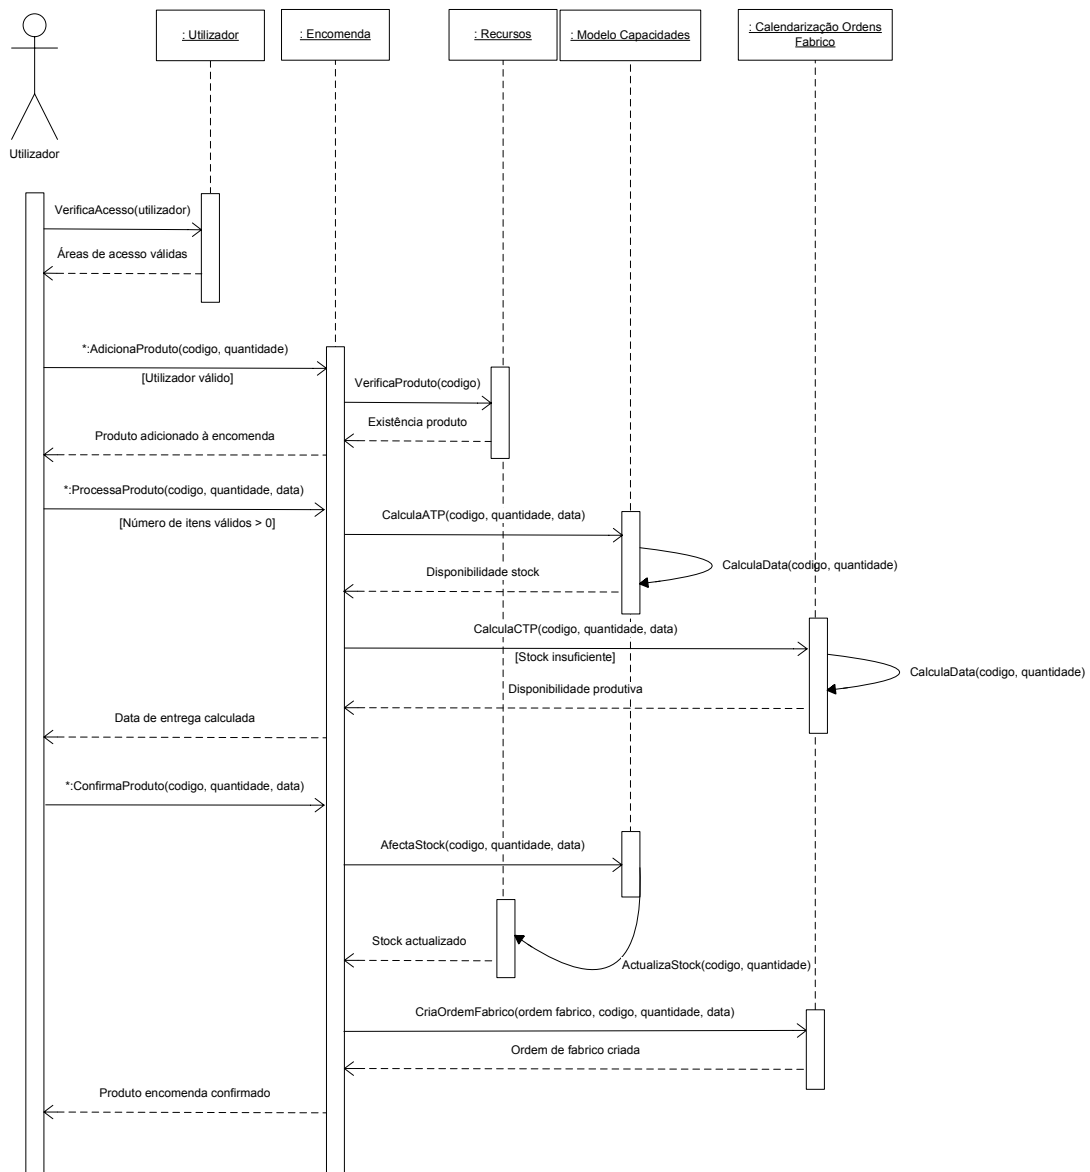 : Utilizador
: Encomenda
: Recursos
: Modelo Capacidades
: Calendarização Ordens
Fabrico
Utilizador
VerificaAcesso(utilizador)
Áreas de acesso válidas
*:AdicionaProduto(codigo, quantidade)
[Utilizador válido]
VerificaProduto(codigo)
Existência produto
Produto adicionado à encomenda
*:ProcessaProduto(codigo, quantidade, data)
[Número de itens válidos > 0]
CalculaATP(codigo, quantidade, data)
CalculaData(codigo, quantidade)
Disponibilidade stock
CalculaCTP(codigo, quantidade, data)
[Stock insuficiente]
CalculaData(codigo, quantidade)
Disponibilidade produtiva
Data de entrega calculada
*:ConfirmaProduto(codigo, quantidade, data)
AfectaStock(codigo, quantidade, data)
Stock actualizado
ActualizaStock(codigo, quantidade)
CriaOrdemFabrico(ordem fabrico, codigo, quantidade, data)
Ordem de fabrico criada
Produto encomenda confirmado